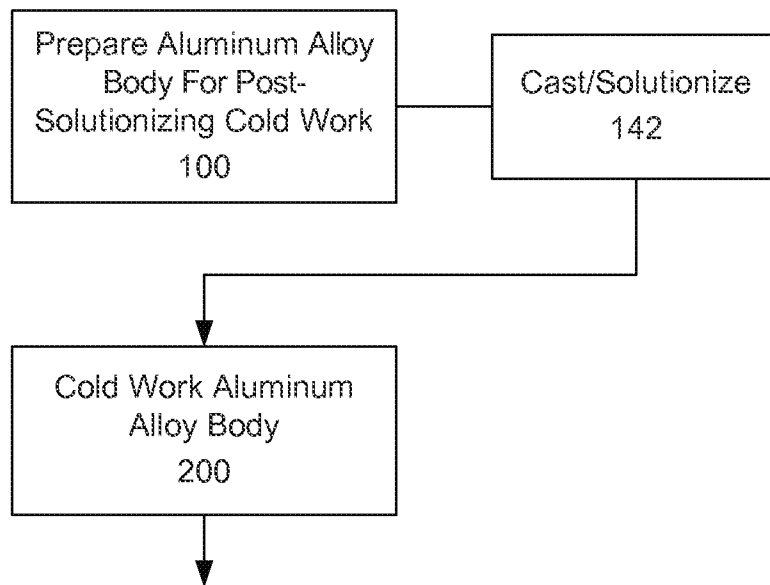 Prepare Aluminum Alloy
Body For Post-
Solutionizing Cold Work
100
Cast/Solutionize
142
Cold Work Aluminum
Alloy Body
200